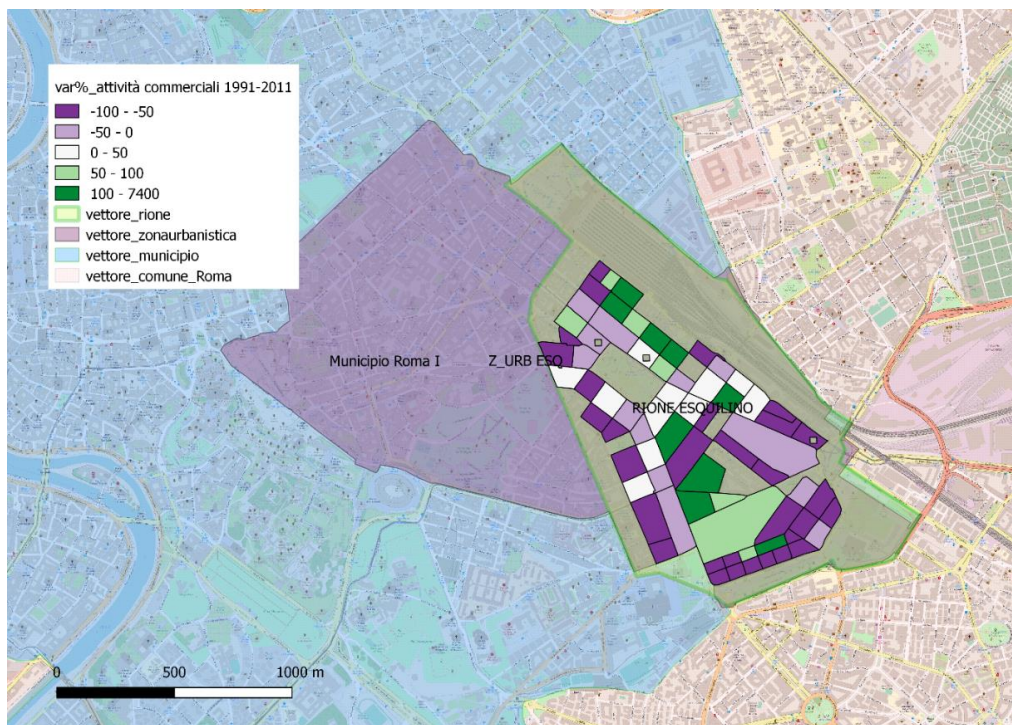 var%_attività commerciali 1991-2011
-100 - -50
-50 - 0
0 - 50
50 - 100
100 - 7400
vettore_rione
vettore_zonaurbanistica
vettore_municipio
vettore_comune_Roma
Municipio Roma I
Z_URB ESQ
RIONE ESQUILINO
0
500
1000 m